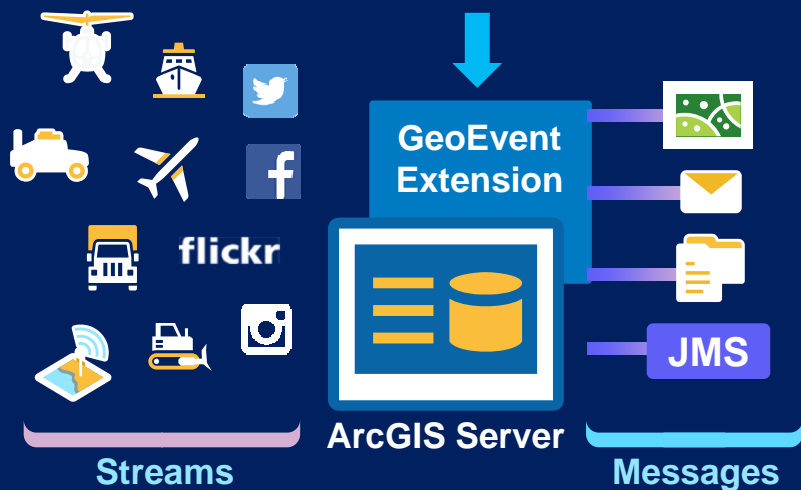 GeoEvent
Extension
flickr
JMS
ArcGIS Server
Streams
Messages